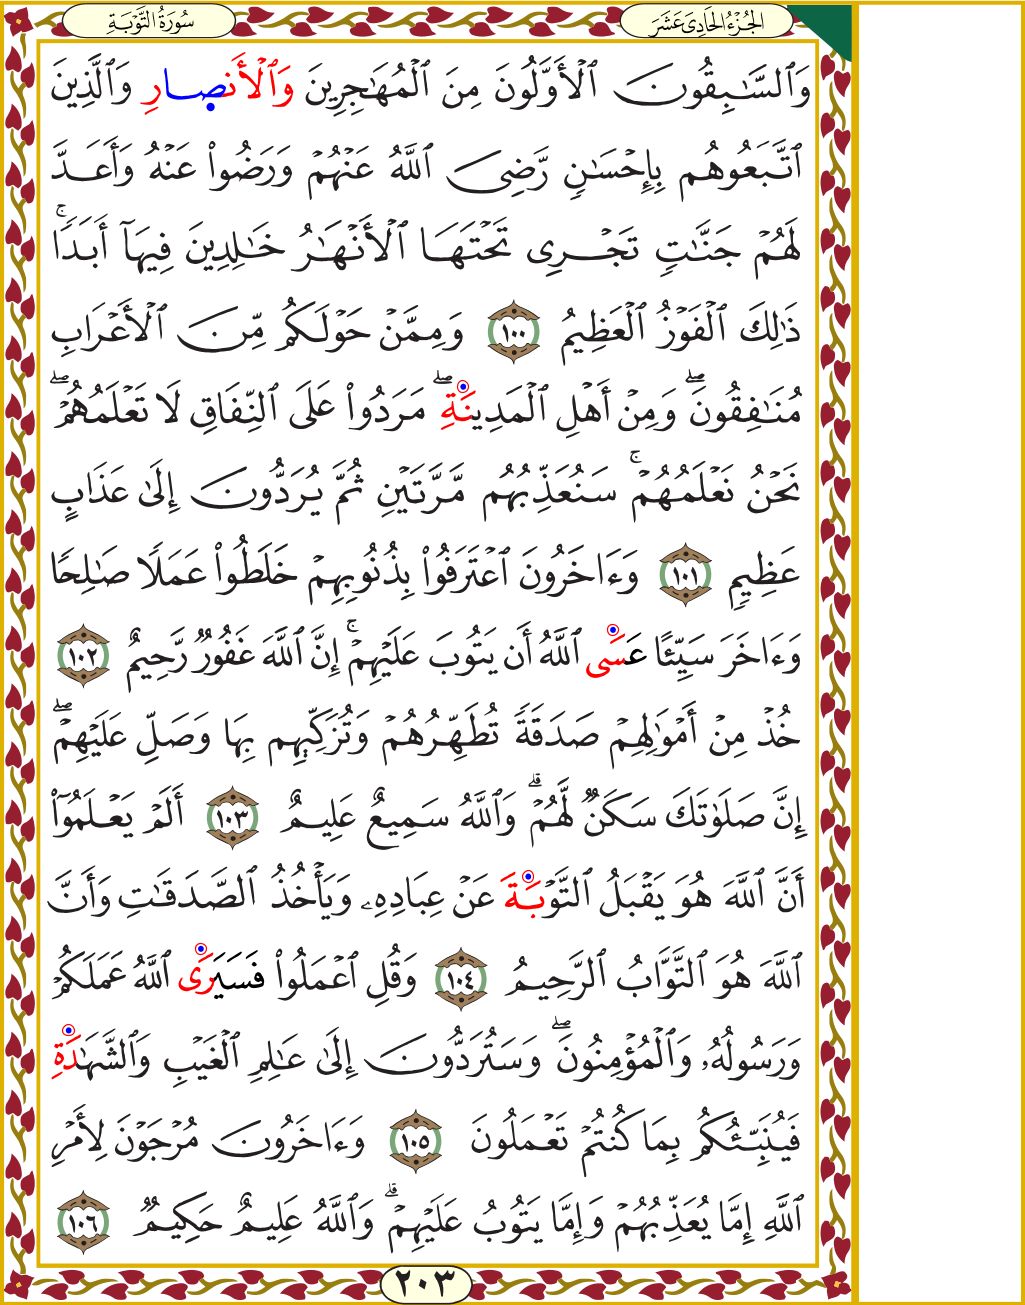 الجُزْءُ الحَادِي عَشَرَ
سُورَةُ التَّوْبَةِ
وَٱلسَّٰبِقُونَ ٱلْأَوَّلُونَ مِنَ ٱلْمُهَٰجِرِينَ وَٱلْأَنصِارِ وَٱلَّذِينَ
ٱتَّبَعُوهُم بِإِحْسَٰنٍ رَّضِىَ ٱللَّهُ عَنْهُمْ وَرَضُوا۟ عَنْهُ وَأَعَدَّ
لَهُمْ جَنَّٰتٍ تَجْرِى تَحْتَهَا ٱلْأَنْهَٰرُ خَٰلِدِينَ فِيهَآ أَبَدًا ۚ
ذَٰلِكَ ٱلْفَوْزُ ٱلْعَظِيمُ ١٠٠ وَمِمَّنْ حَوْلَكُم مِّنَ ٱلْأَعْرَابِ
مُنَٰفِقُونَ ۖ وَمِنْ أَهْلِ ٱلْمَدِينَةِ ۖ مَرَدُوا۟ عَلَى ٱلنِّفَاقِ لَا تَعْلَمُهُمْ ۖ
نَحْنُ نَعْلَمُهُمْ ۚ سَنُعَذِّبُهُم مَّرَّتَيْنِ ثُمَّ يُرَدُّونَ إِلَىٰ عَذَابٍ
عَظِيمٍ ١٠١ وَءَاخَرُونَ ٱعْتَرَفُوا۟ بِذُنُوبِهِمْ خَلَطُوا۟ عَمَلًا صَٰلِحًا
وَءَاخَرَ سَيِّئًا عَسَى ٱللَّهُ أَن يَتُوبَ عَلَيْهِمْ ۚ إِنَّ ٱللَّهَ غَفُورٌ رَّحِيمٌ ١٠٢
خُذْ مِنْ أَمْوَٰلِهِمْ صَدَقَةً تُطَهِّرُهُمْ وَتُزَكِّيهِم بِهَا وَصَلِّ عَلَيْهِمْ ۖ
إِنَّ صَلَوٰتَكَ سَكَنٌ لَّهُمْ ۗ وَٱللَّهُ سَمِيعٌ عَلِيمٌ ١٠٣ أَلَمْ يَعْلَمُوٓا۟
أَنَّ ٱللَّهَ هُوَ يَقْبَلُ ٱلتَّوْبَةَ عَنْ عِبَادِهِۦ وَيَأْخُذُ ٱلصَّدَقَٰتِ وَأَنَّ
ٱللَّهَ هُوَ ٱلتَّوَّابُ ٱلرَّحِيمُ ١٠٤ وَقُلِ ٱعْمَلُوا۟ فَسَيَرَى ٱللَّهُ عَمَلَكُمْ
وَرَسُولُهُۥ وَٱلْمُؤْمِنُونَ ۖ وَسَتُرَدُّونَ إِلَىٰ عَٰلِمِ ٱلْغَيْبِ وَٱلشَّهَٰدَةِ
فَيُنَبِّئُكُم بِمَا كُنتُمْ تَعْمَلُونَ ١٠٥ وَءَاخَرُونَ مُرْجَوْنَ لِأَمْرِ
ٱللَّهِ إِمَّا يُعَذِّبُهُمْ وَإِمَّا يَتُوبُ عَلَيْهِمْ ۗ وَٱللَّهُ عَلِيمٌ حَكِيمٌ ١٠٦
٢٠٣